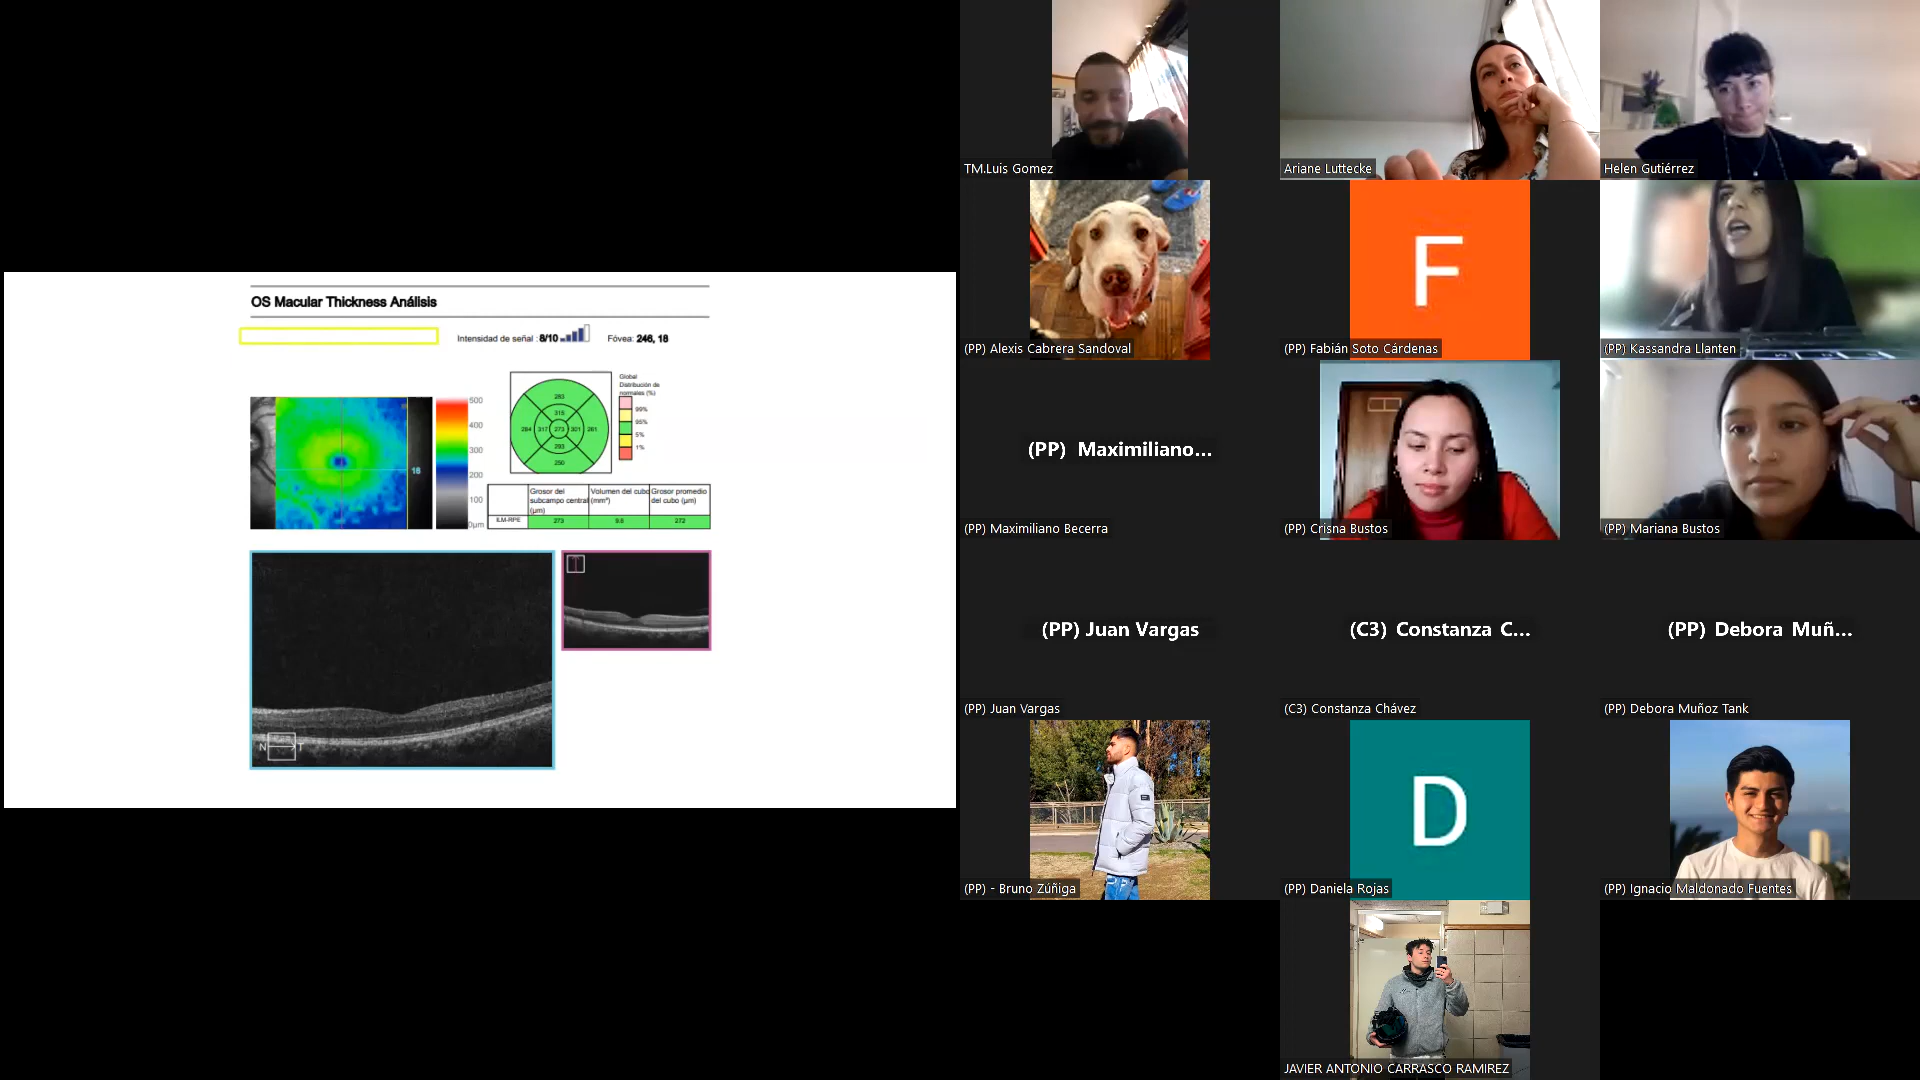 OS Macular Thickness Análisis
Intensidad de señal : 8/10
Fóvea: 246, 18
Global
Distribución de
normales (%)
99%
95%
5%
1%
283
315
284 317 273 301 261
293
250
500
400
300
200
100
0µm
18
Grosor del subcampo central (µm)
Volumen del cubo (mm³)
Grosor promedio del cubo (µm)
ILM-RPE 273 9.8 272
N T
TM.Luis Gomez
Ariane Luttecke
Helen Gutiérrez
(PP) Alexis Cabrera Sandoval
F
(PP) Fabián Soto Cárdenas
(PP) Kassandra Llanten
(PP) Maximiliano...
(PP) Maximiliano Becerra
(PP) Crisna Bustos
(PP) Mariana Bustos
(PP) Juan Vargas
(PP) Juan Vargas
(C3) Constanza C...
(C3) Constanza Chávez
(PP) Debora Muñ...
(PP) Debora Muñoz Tank
(PP) - Bruno Zúñiga
D
(PP) Daniela Rojas
(PP) Ignacio Maldonado Fuentes
JAVIER ANTONIO CARRASCO RAMIREZ